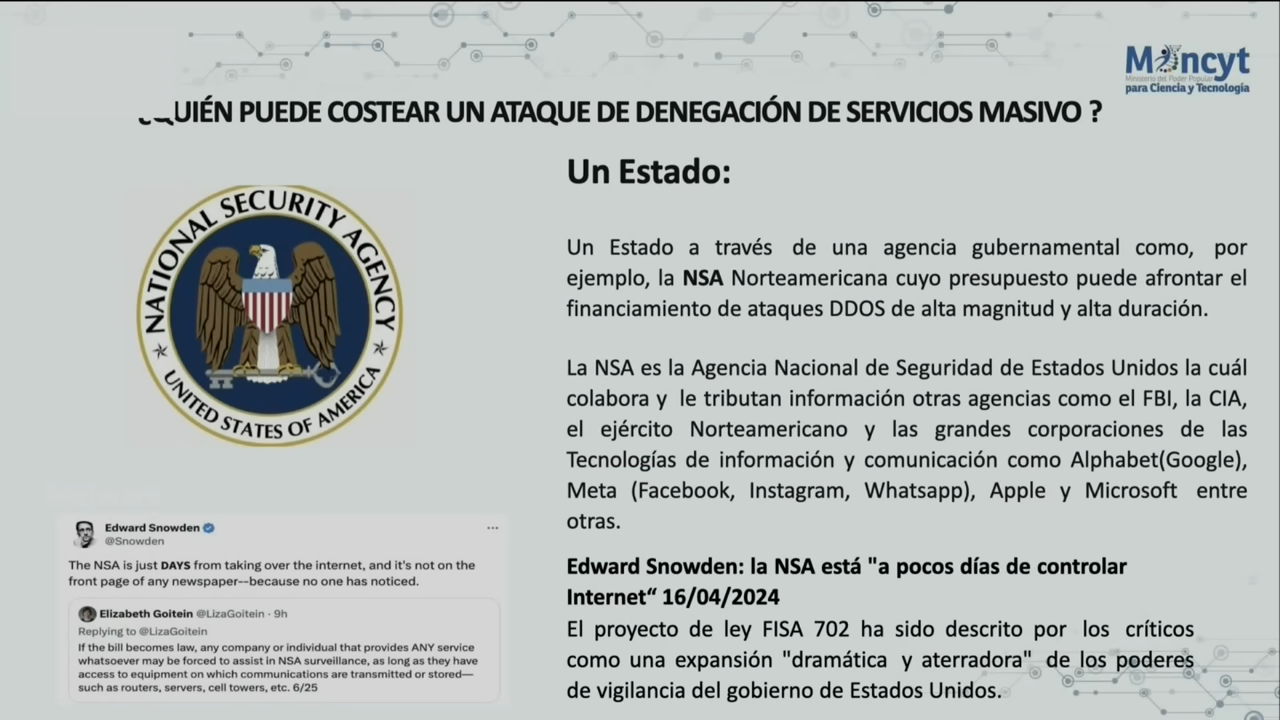 Mincyt
Ministerio del Poder Popular
para Ciencia y Tecnología
¿QUIÉN PUEDE COSTEAR UN ATAQUE DE DENEGACIÓN DE SERVICIOS MASIVO ?
NATIONAL SECURITY AGENCY
UNITED STATES OF AMERICA
Un Estado:
Un Estado a través de una agencia gubernamental como, por
ejemplo, la NSA Norteamericana cuyo presupuesto puede afrontar el
financiamiento de ataques DDOS de alta magnitud y alta duración.
La NSA es la Agencia Nacional de Seguridad de Estados Unidos la cuál
colabora y le tributan información otras agencias como el FBI, la CIA,
el ejército Norteamericano y las grandes corporaciones de las
Tecnologías de información y comunicación como Alphabet(Google),
Meta (Facebook, Instagram, Whatsapp), Apple y Microsoft entre
otras.
Edward Snowden: la NSA está "a pocos días de controlar
Internet“ 16/04/2024
El proyecto de ley FISA 702 ha sido descrito por los críticos
como una expansión "dramática y aterradora" de los poderes
de vigilancia del gobierno de Estados Unidos.
Edward Snowden
@Snowden
The NSA is just DAYS from taking over the internet, and it's not on the
front page of any newspaper--because no one has noticed.
Elizabeth Goitein @LizaGoitein · 9h
Replying to @LizaGoitein
If the bill becomes law, any company or individual that provides ANY service
whatsoever may be forced to assist in NSA surveillance, as long as they have
access to equipment on which communications are transmitted or stored—
such as routers, servers, cell towers, etc. 6/25